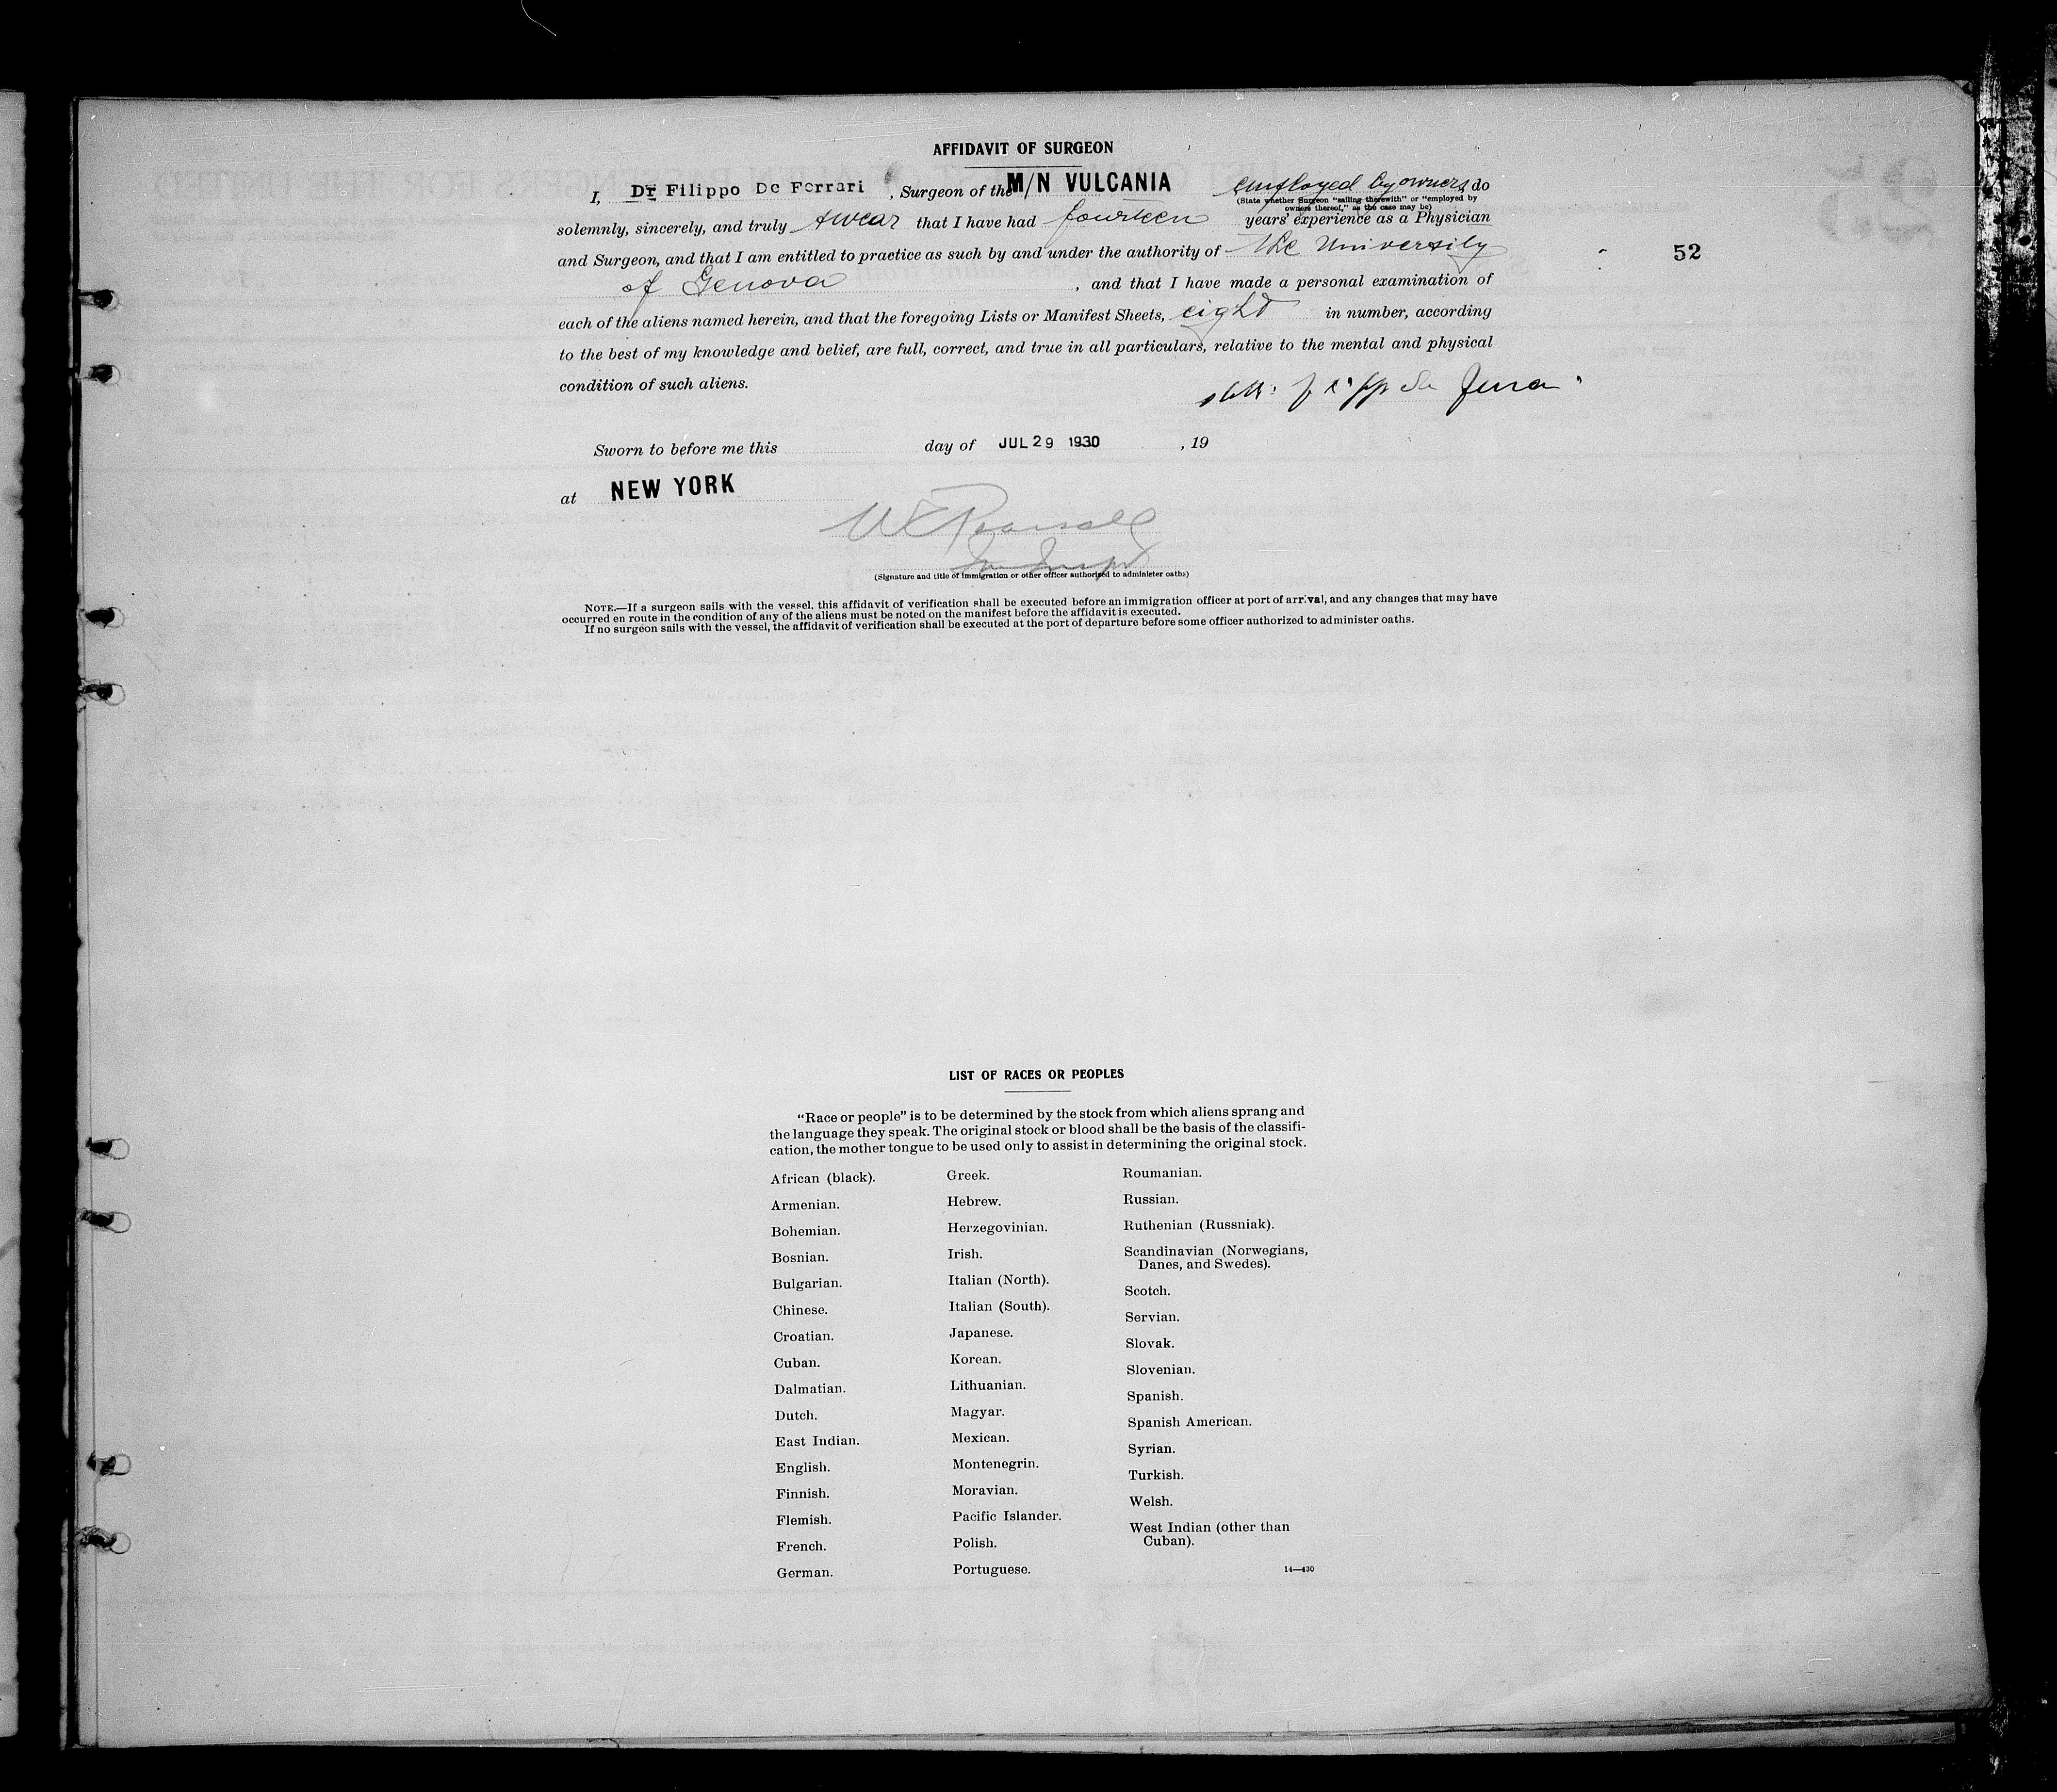 AFFIDAVIT OF SURGEON
I, Dr Filippo De Ferrari, Surgeon of the M/N VULCANIA employed by owners, do
(State whether Surgeon "sailing therewith" or "employed by
owners thereof," as the case may be)
solemnly, sincerely, and truly swear that I have had fourteen years' experience as a Physician
and Surgeon, and that I am entitled to practice as such by and under the authority of the University
52
of Genova, and that I have made a personal examination of
each of the aliens named herein, and that the foregoing Lists or Manifest Sheets, eight in number, according
to the best of my knowledge and belief, are full, correct, and true in all particulars, relative to the mental and physical
condition of such aliens.
Sworn to before me this day of JUL 29 1930, 19
at NEW YORK
(Signature and title of immigration or other officer authorized to administer oaths)
NOTE.—If a surgeon sails with the vessel, this affidavit of verification shall be executed before an immigration officer at port of arrival, and any changes that may have
occurred en route in the condition of any of the aliens must be noted on the manifest before the affidavit is executed.
If no surgeon sails with the vessel, the affidavit of verification shall be executed at the port of departure before some officer authorized to administer oaths.
LIST OF RACES OR PEOPLES
"Race or people" is to be determined by the stock from which aliens sprang and
the language they speak. The original stock or blood shall be the basis of the classifi-
cation, the mother tongue to be used only to assist in determining the original stock.
African (black).
Armenian.
Bohemian.
Bosnian.
Bulgarian.
Chinese.
Croatian.
Cuban.
Dalmatian.
Dutch.
East Indian.
English.
Finnish.
Flemish.
French.
German.
Greek.
Hebrew.
Herzegovinian.
Irish.
Italian (North).
Italian (South).
Japanese.
Korean.
Lithuanian.
Magyar.
Mexican.
Montenegrin.
Moravian.
Pacific Islander.
Polish.
Portuguese.
Roumanian.
Russian.
Ruthenian (Russniak).
Scandinavian (Norwegians,
Danes, and Swedes).
Scotch.
Servian.
Slovak.
Slovenian.
Spanish.
Spanish American.
Syrian.
Turkish.
Welsh.
West Indian (other than
Cuban).
14—430